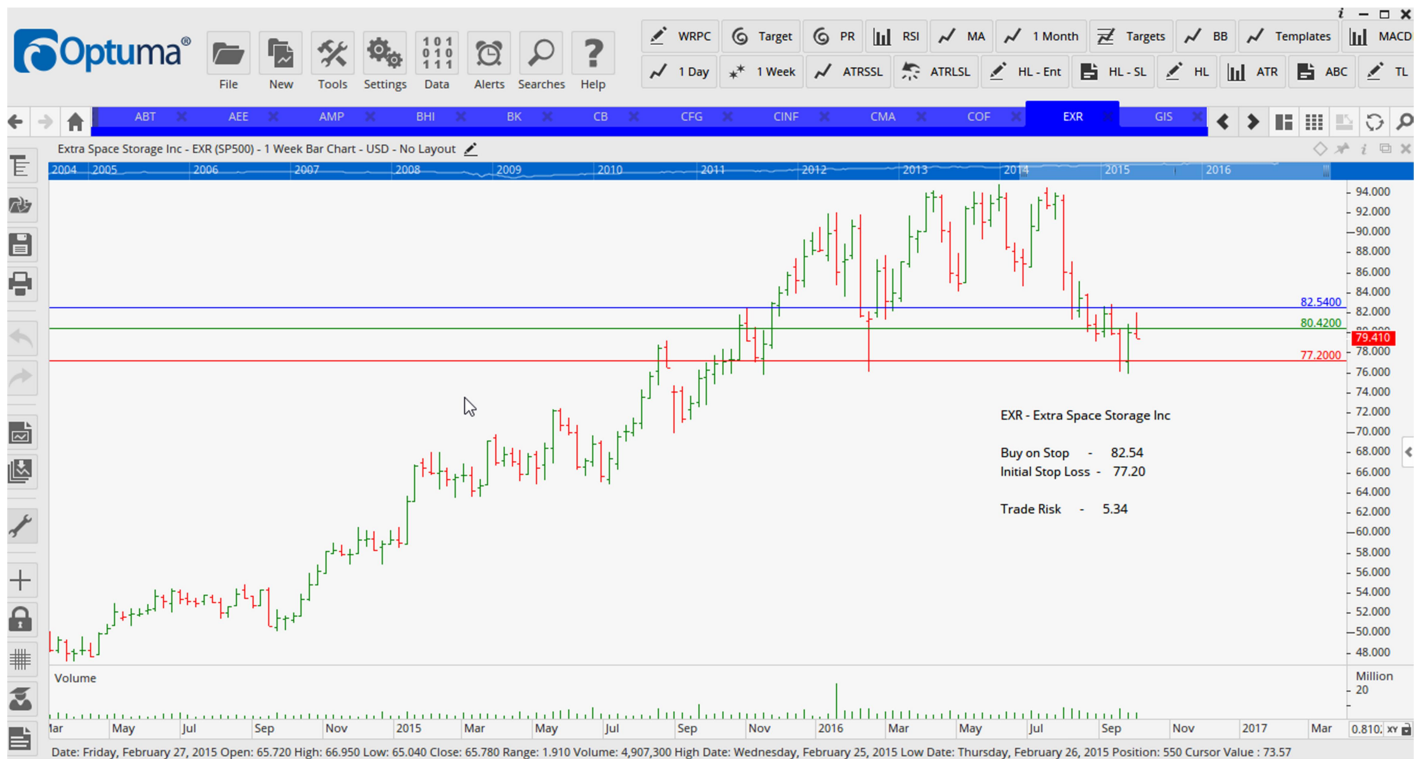 i
Optuma®
File New Tools Settings Data Alerts Searches Help
101
010
111
WRPC Target PR RSI MA 1 Month Targets BB Templates MACD
1 Day 1 Week ATRSSL ATRLSL HL - Ent HL - SL HL ATR ABC TL
ABT AEE AMP BHI BK CB CFG CINF CMA COF EXR GIS
Extra Space Storage Inc - EXR (SP500) - 1 Week Bar Chart - USD - No Layout
2004 2005 2006 2007 2008 2009 2010 2011 2012 2013 2014 2015 2016
94.000
92.000
90.000
88.000
86.000
84.000
82.5400
82.000
80.4200
79.410
78.000
77.2000
76.000
74.000
72.000
70.000
68.000
66.000
64.000
62.000
60.000
58.000
56.000
54.000
52.000
50.000
48.000
EXR - Extra Space Storage Inc
Buy on Stop - 82.54
Initial Stop Loss - 77.20
Trade Risk - 5.34
Volume
Million
20
May Jul Sep Nov 2015 Mar May Jul Sep Nov 2016 Mar May Jul Sep Nov 2017 Mar 0.810, XY
Date: Friday, February 27, 2015 Open: 65.720 High: 66.950 Low: 65.040 Close: 65.780 Range: 1.910 Volume: 4,907,300 High Date: Wednesday, February 25, 2015 Low Date: Thursday, February 26, 2015 Position: 550 Cursor Value : 73.57